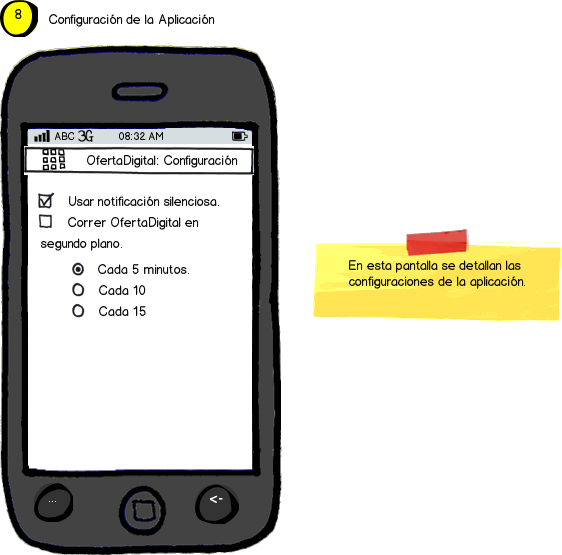 8
Configuración de la Aplicación
ABC 3G 08:32 AM
OfertaDigital: Configuración
Usar notificación silenciosa.
Correr OfertaDigital en
segundo plano.
Cada 5 minutos.
Cada 10
Cada 15
En esta pantalla se detallan las
configuraciones de la aplicación.
... <-